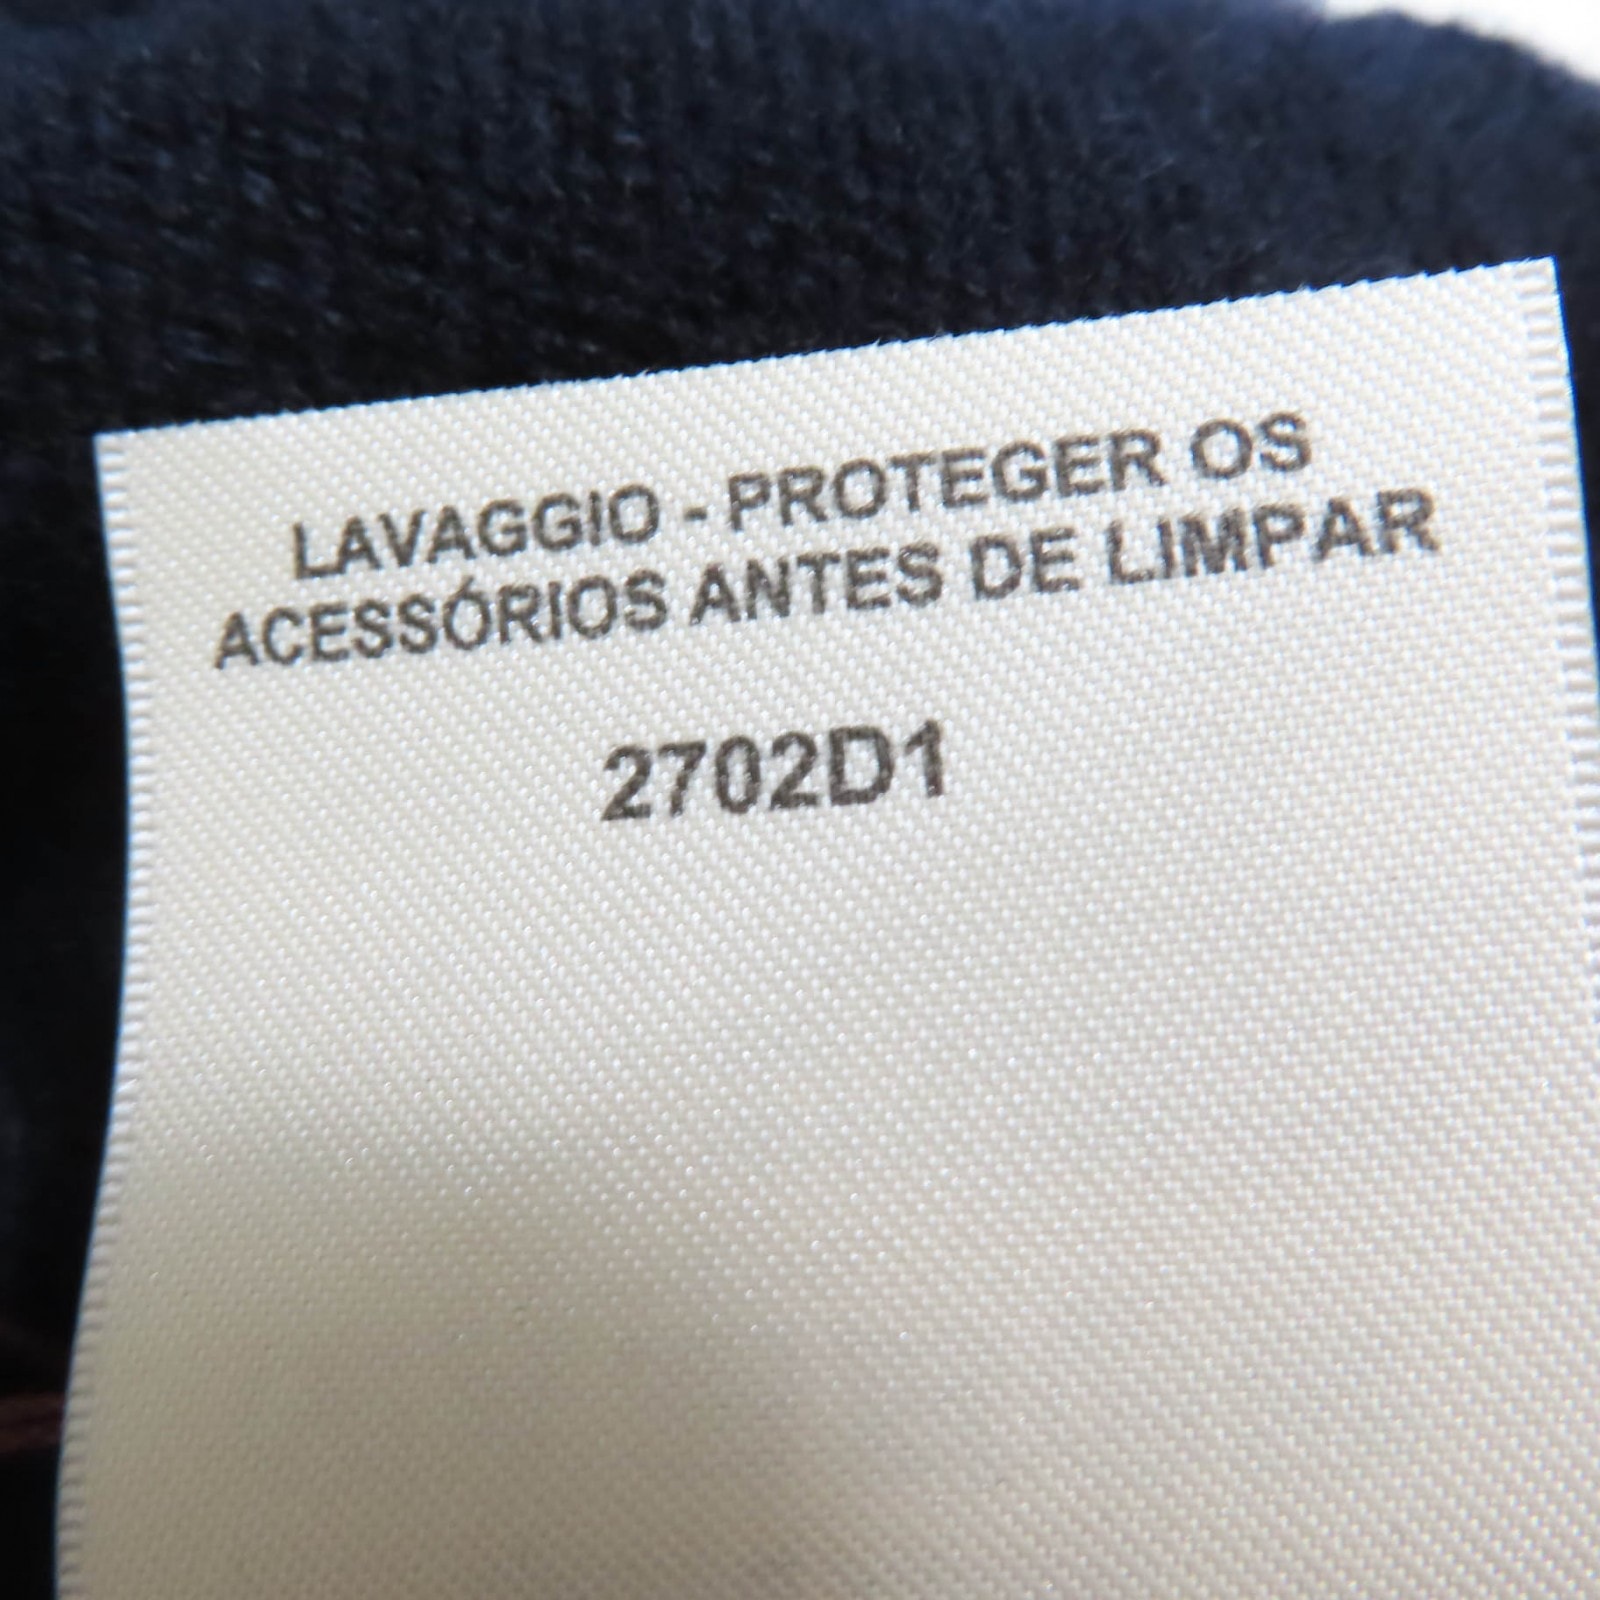 LAVAGGIO - PROTEGER OS
ACESSÓRIOS ANTES DE LIMPAR
2702D1